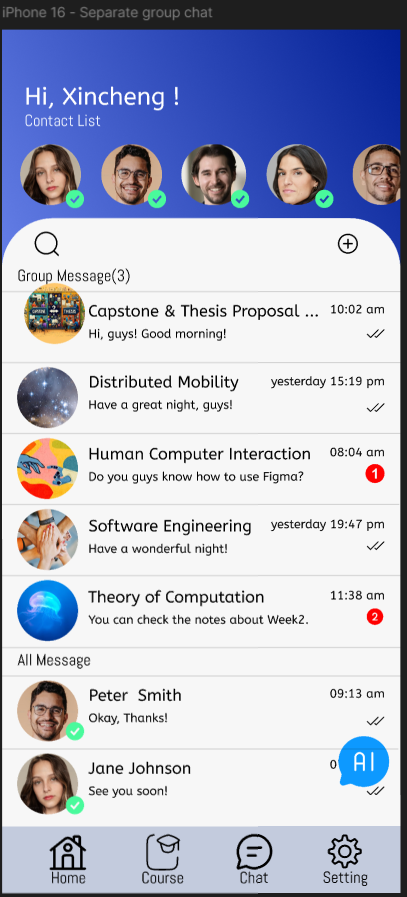 iPhone 16 - Separate group chat
Hi, Xincheng !
Contact List
Group Message(3)
Capstone & Thesis Proposal ... 10:02 am
Hi, guys! Good morning!
CAPSTONE THESIS
Distributed Mobility yesterday 15:19 pm
Have a great night, guys!
Human Computer Interaction 08:04 am
Do you guys know how to use Figma? 1
Software Engineering yesterday 19:47 pm
Have a wonderful night!
Theory of Computation 11:38 am
You can check the notes about Week2. 2
All Message
Peter Smith 09:13 am
Okay, Thanks!
Jane Johnson
AI
See you soon!
Home Course Chat Setting